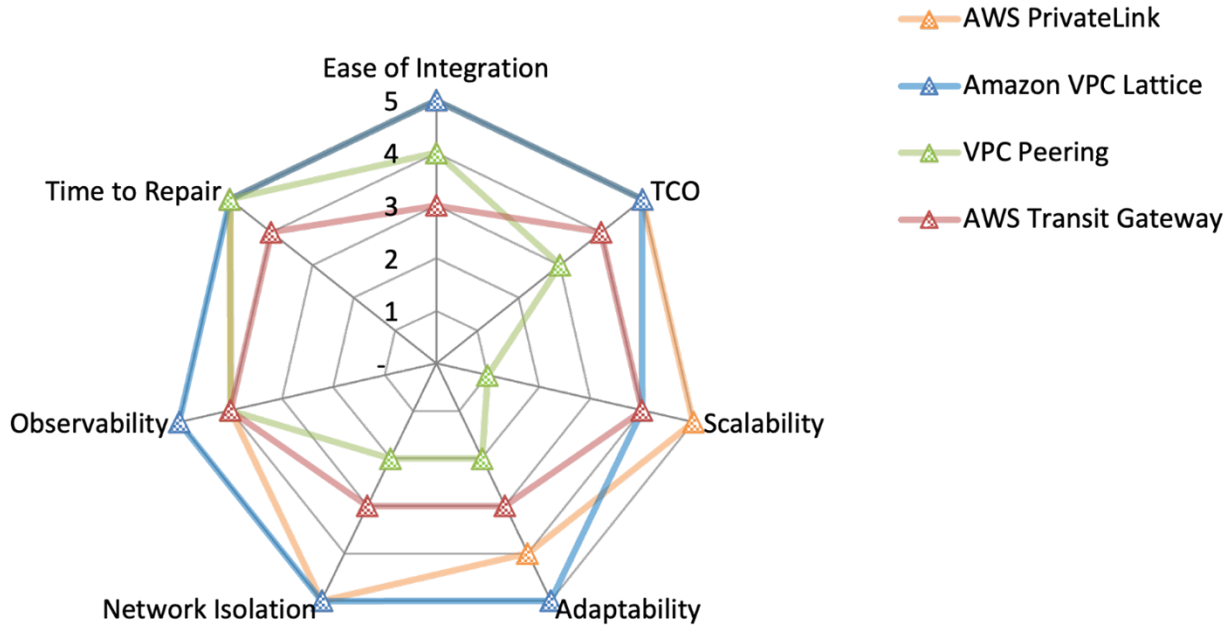 AWS PrivateLink
Amazon VPC Lattice
VPC Peering
AWS Transit Gateway
Ease of Integration
5
4
3
2
1
-
TCO
Scalability
Adaptability
Network Isolation
Observability
Time to Repair